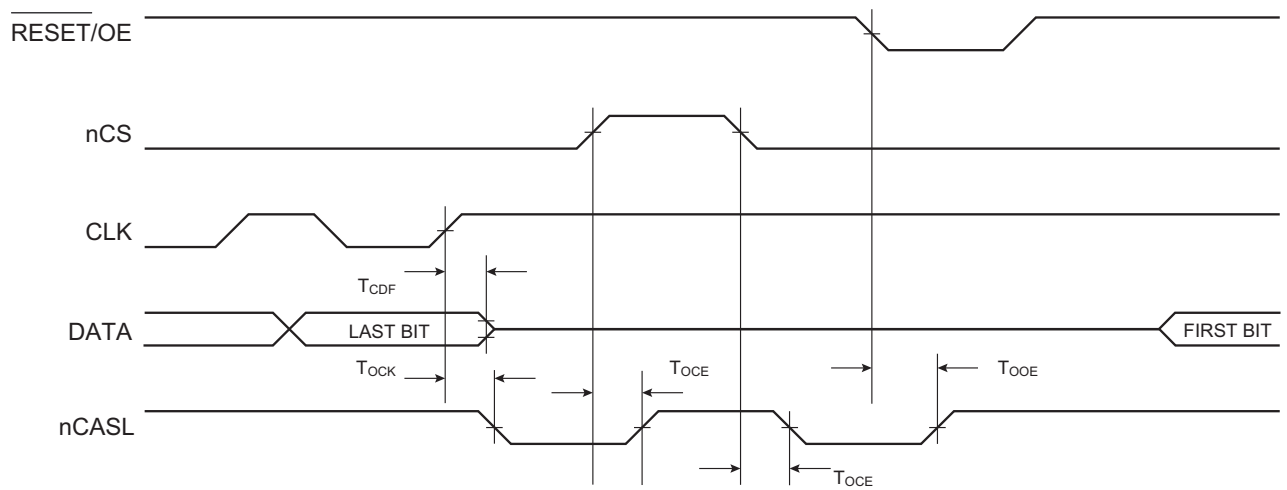 RESET/OE
nCS
CLK
TCDF
DATA
LAST BIT
FIRST BIT
TOCK
TOCE
TOOE
nCASL
TOCE